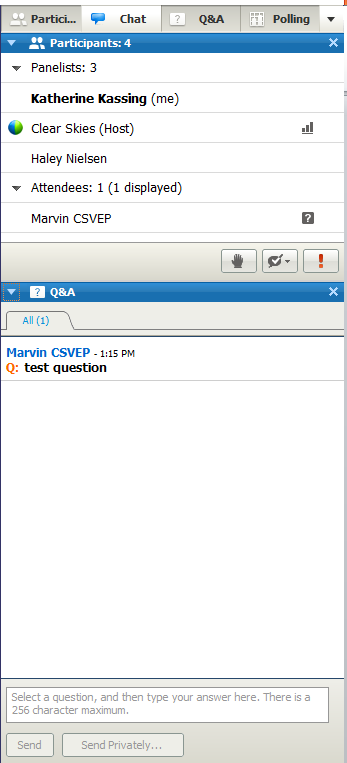 Partici... Chat Q&A Polling
Participants: 4
Panelists: 3
Katherine Kassing (me)
Clear Skies (Host)
Haley Nielsen
Attendees: 1 (1 displayed)
Marvin CSVEP
Q&A
All (1)
Marvin CSVEP - 1:15 PM
Q: test question
Select a question, and then type your answer here. There is a
256 character maximum.
Send Send Privately...